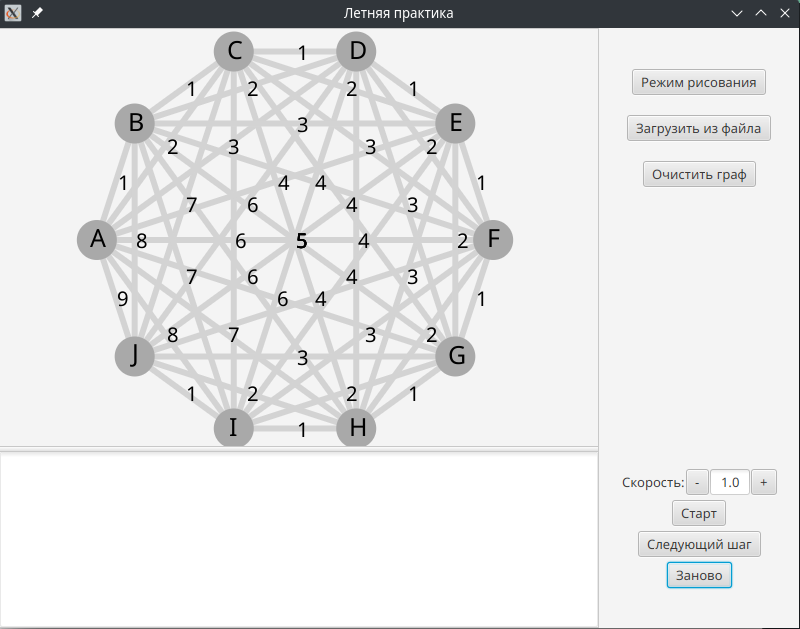 Летняя практика
C 1 D
1 2 2 1
Режим рисования
B 3 E
Загрузить из файла
2 3 3 2
Очистить граф
1 4 4 1
7 6 4 3
A 8 6 5 4 2 F
7 6 4 3
9 6 4 1
8 7 3 2
J 3 G
1 2 2 1
I 1 H
Скорость: - 1.0 +
Старт
Следующий шаг
Заново